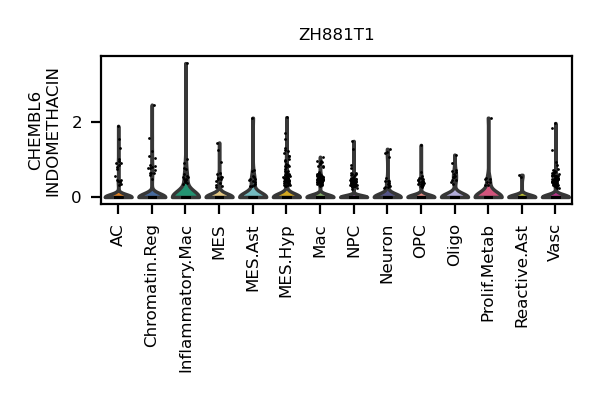 ZH881T1
CHEMBL6
INDOMETHACIN
2
0
AC
Chromatin.Reg
Inflammatory.Mac
MES
MES.Ast
MES.Hyp
Mac
NPC
Neuron
OPC
Oligo
Prolif.Metab
Reactive.Ast
Vasc